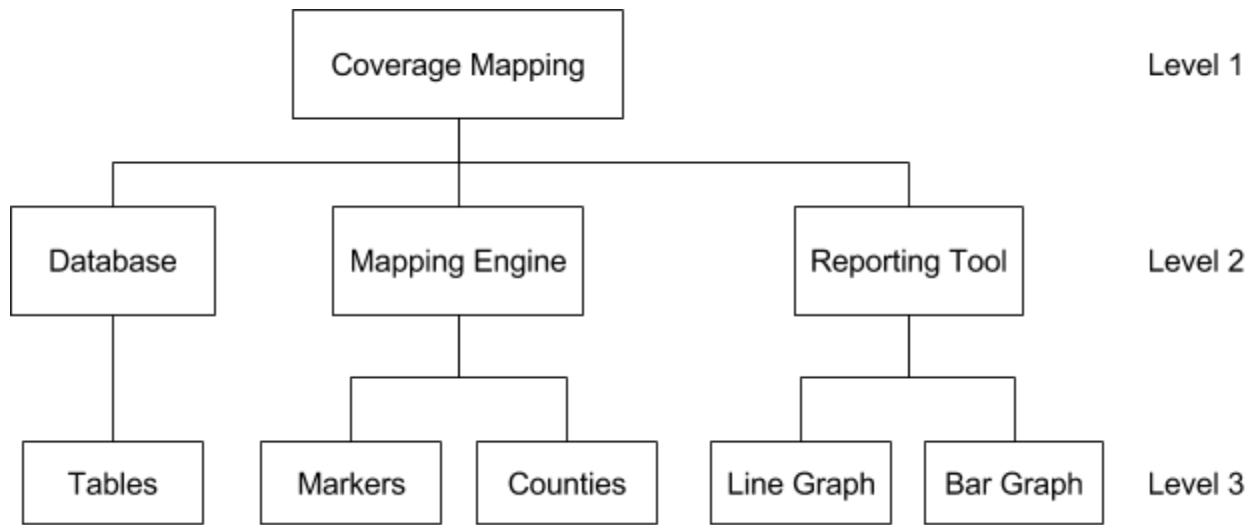 Coverage Mapping
Level 1
Database
Mapping Engine
Reporting Tool
Level 2
Tables
Markers
Counties
Line Graph
Bar Graph
Level 3